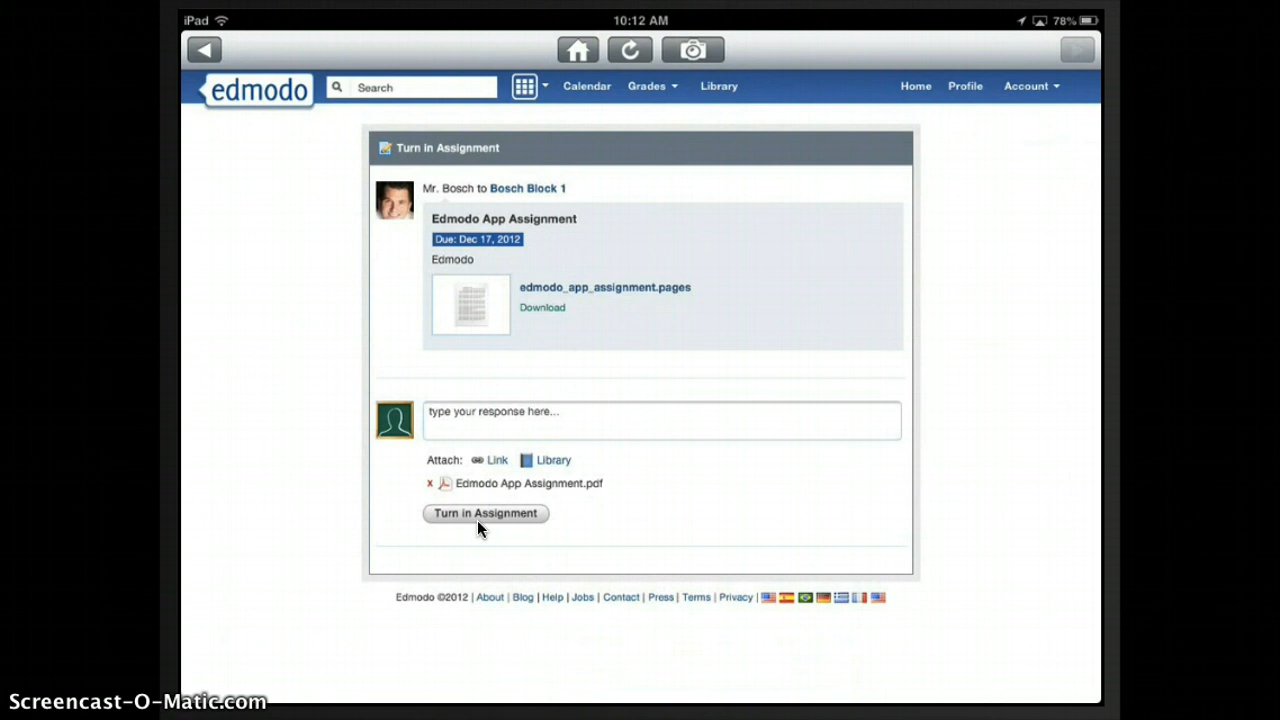 iPad 10:12 AM 78%
edmodo Search Calendar Grades Library Home Profile Account
Turn in Assignment
Mr. Bosch to Bosch Block 1
Edmodo App Assignment
Due: Dec 17, 2012
Edmodo
edmodo_app_assignment.pages
Download
type your response here...
Attach: Link Library
x Edmodo App Assignment.pdf
Turn in Assignment
Edmodo ©2012 | About | Blog | Help | Jobs | Contact | Press | Terms | Privacy |
Screencast-O-Matic.com